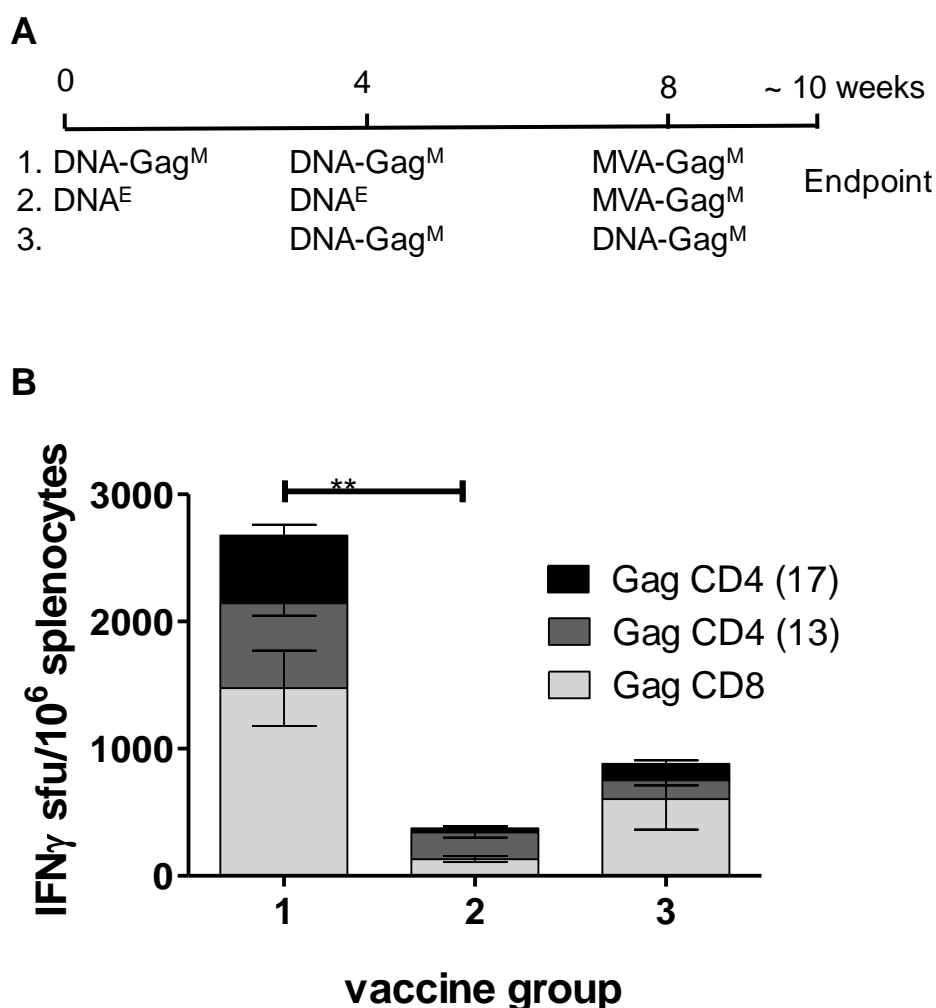 A
0 4 8 ~ 10 weeks
1. DNA-Gagᴹ DNA-Gagᴹ MVA-Gagᴹ
2. DNAᴱ DNAᴱ MVA-Gagᴹ
3. DNA-Gagᴹ DNA-Gagᴹ
Endpoint
B
IFNγ sfu/10⁶ splenocytes
3000
2000
1000
0
**
Gag CD4 (17)
Gag CD4 (13)
Gag CD8
1 2 3
vaccine group